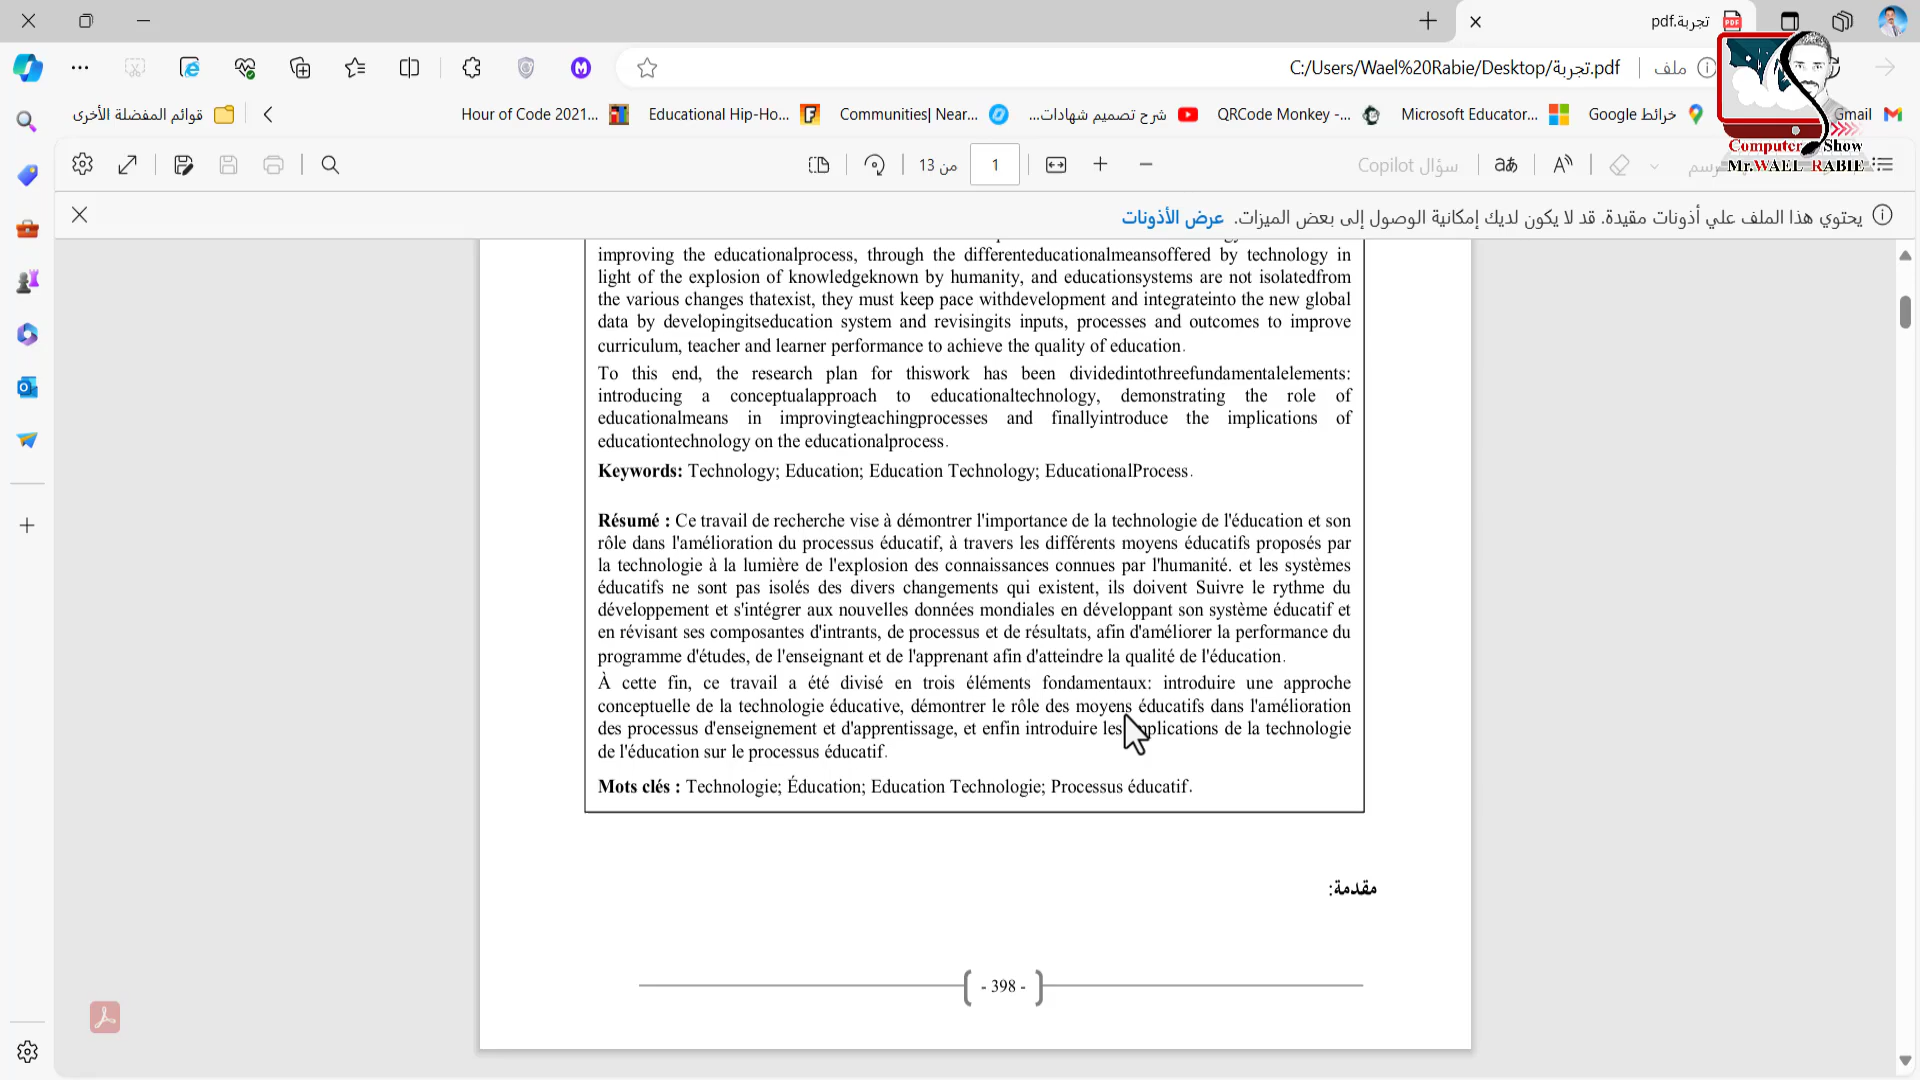 تجربة.pdf
C:/Users/Wael%20Rabie/Desktop/تجربة.pdf
ملف
Gmail
خرائط Google
Microsoft Educator...
QRCode Monkey -...
شرح تصميم شهادات...
Communities| Near...
Educational Hip-Ho...
Hour of Code 2021...
قوائم المفضلة الأخرى
Computer Show
Mr.WAEL RABIE
سؤال Copilot
1
من 13
يحتوي هذا الملف علي أذونات مقيدة. قد لا يكون لديك إمكانية الوصول إلى بعض الميزات. عرض الأذونات
improving the educationalprocess, through the differenteducationalmeansoffered by technology in
light of the explosion of knowledgeknown by humanity, and educationsystems are not isolatedfrom
the various changes thatexist, they must keep pace withdevelopment and integrateinto the new global
data by developingitseducation system and revisingits inputs, processes and outcomes to improve
curriculum, teacher and learner performance to achieve the quality of education.
To this end, the research plan for thiswork has been dividedintothreefundamentalelements:
introducing a conceptualapproach to educationaltechnology, demonstrating the role of
educationalmeans in improvingteachingprocesses and finallyintroduce the implications of
educationtechnology on the educationalprocess.
Keywords: Technology; Education; Education Technology; EducationalProcess.
Résumé : Ce travail de recherche vise à démontrer l'importance de la technologie de l'éducation et son
rôle dans l'amélioration du processus éducatif, à travers les différents moyens éducatifs proposés par
la technologie à la lumière de l'explosion des connaissances connues par l'humanité. et les systèmes
éducatifs ne sont pas isolés des divers changements qui existent, ils doivent Suivre le rythme du
développement et s'intégrer aux nouvelles données mondiales en développant son système éducatif et
en révisant ses composantes d'intrants, de processus et de résultats, afin d'améliorer la performance du
programme d'études, de l'enseignant et de l'apprenant afin d'atteindre la qualité de l'éducation.
À cette fin, ce travail a été divisé en trois éléments fondamentaux: introduire une approche
conceptuelle de la technologie éducative, démontrer le rôle des moyens éducatifs dans l'amélioration
des processus d'enseignement et d'apprentissage, et enfin introduire les implications de la technologie
de l'éducation sur le processus éducatif.
Mots clés : Technologie; Éducation; Education Technologie; Processus éducatif.
مقدمة:
- 398 -